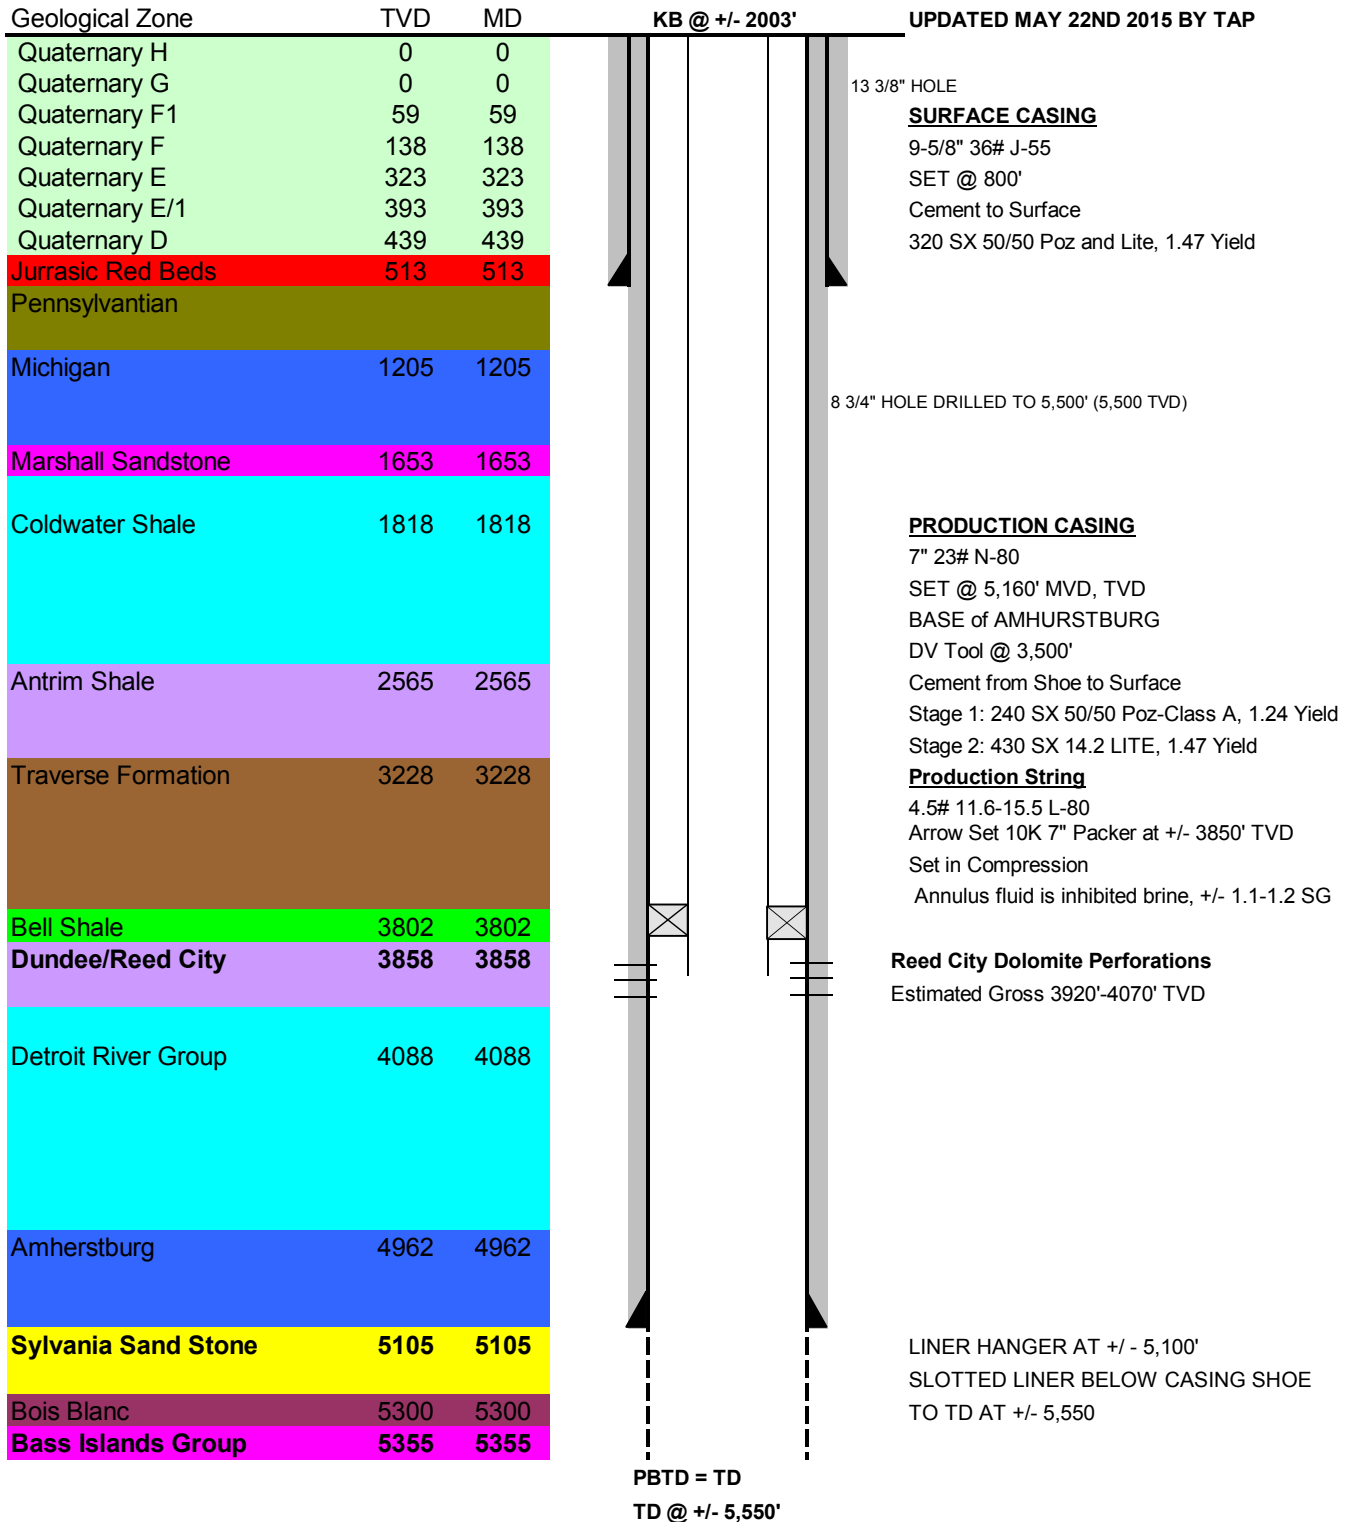 Geological Zone TVD MD KB @ +/- 2003' UPDATED MAY 22ND 2015 BY TAP
Quaternary H 0 0
Quaternary G 0 0
13 3/8" HOLE
Quaternary F1 59 59 SURFACE CASING
Quaternary F 138 138 9-5/8" 36# J-55
Quaternary E 323 323 SET @ 800'
Quaternary E/1 393 393 Cement to Surface
Quaternary D 439 439 320 SX 50/50 Poz and Lite, 1.47 Yield
Jurrasic Red Beds 513 513
Pennsylvantian
Michigan 1205 1205
8 3/4" HOLE DRILLED TO 5,500' (5,500 TVD)
Marshall Sandstone 1653 1653
Coldwater Shale 1818 1818 PRODUCTION CASING
7" 23# N-80
SET @ 5,160' MVD, TVD
BASE of AMHURSTBURG
DV Tool @ 3,500'
Antrim Shale 2565 2565 Cement from Shoe to Surface
Stage 1: 240 SX 50/50 Poz-Class A, 1.24 Yield
Stage 2: 430 SX 14.2 LITE, 1.47 Yield
Traverse Formation 3228 3228 Production String
4.5# 11.6-15.5 L-80
Arrow Set 10K 7" Packer at +/- 3850' TVD
Set in Compression
Annulus fluid is inhibited brine, +/- 1.1-1.2 SG
Bell Shale 3802 3802
Dundee/Reed City 3858 3858 Reed City Dolomite Perforations
Estimated Gross 3920'-4070' TVD
Detroit River Group 4088 4088
Amherstburg 4962 4962
Sylvania Sand Stone 5105 5105 LINER HANGER AT +/ - 5,100'
SLOTTED LINER BELOW CASING SHOE
Bois Blanc 5300 5300 TO TD AT +/- 5,550
Bass Islands Group 5355 5355
PBTD = TD
TD @ +/- 5,550'